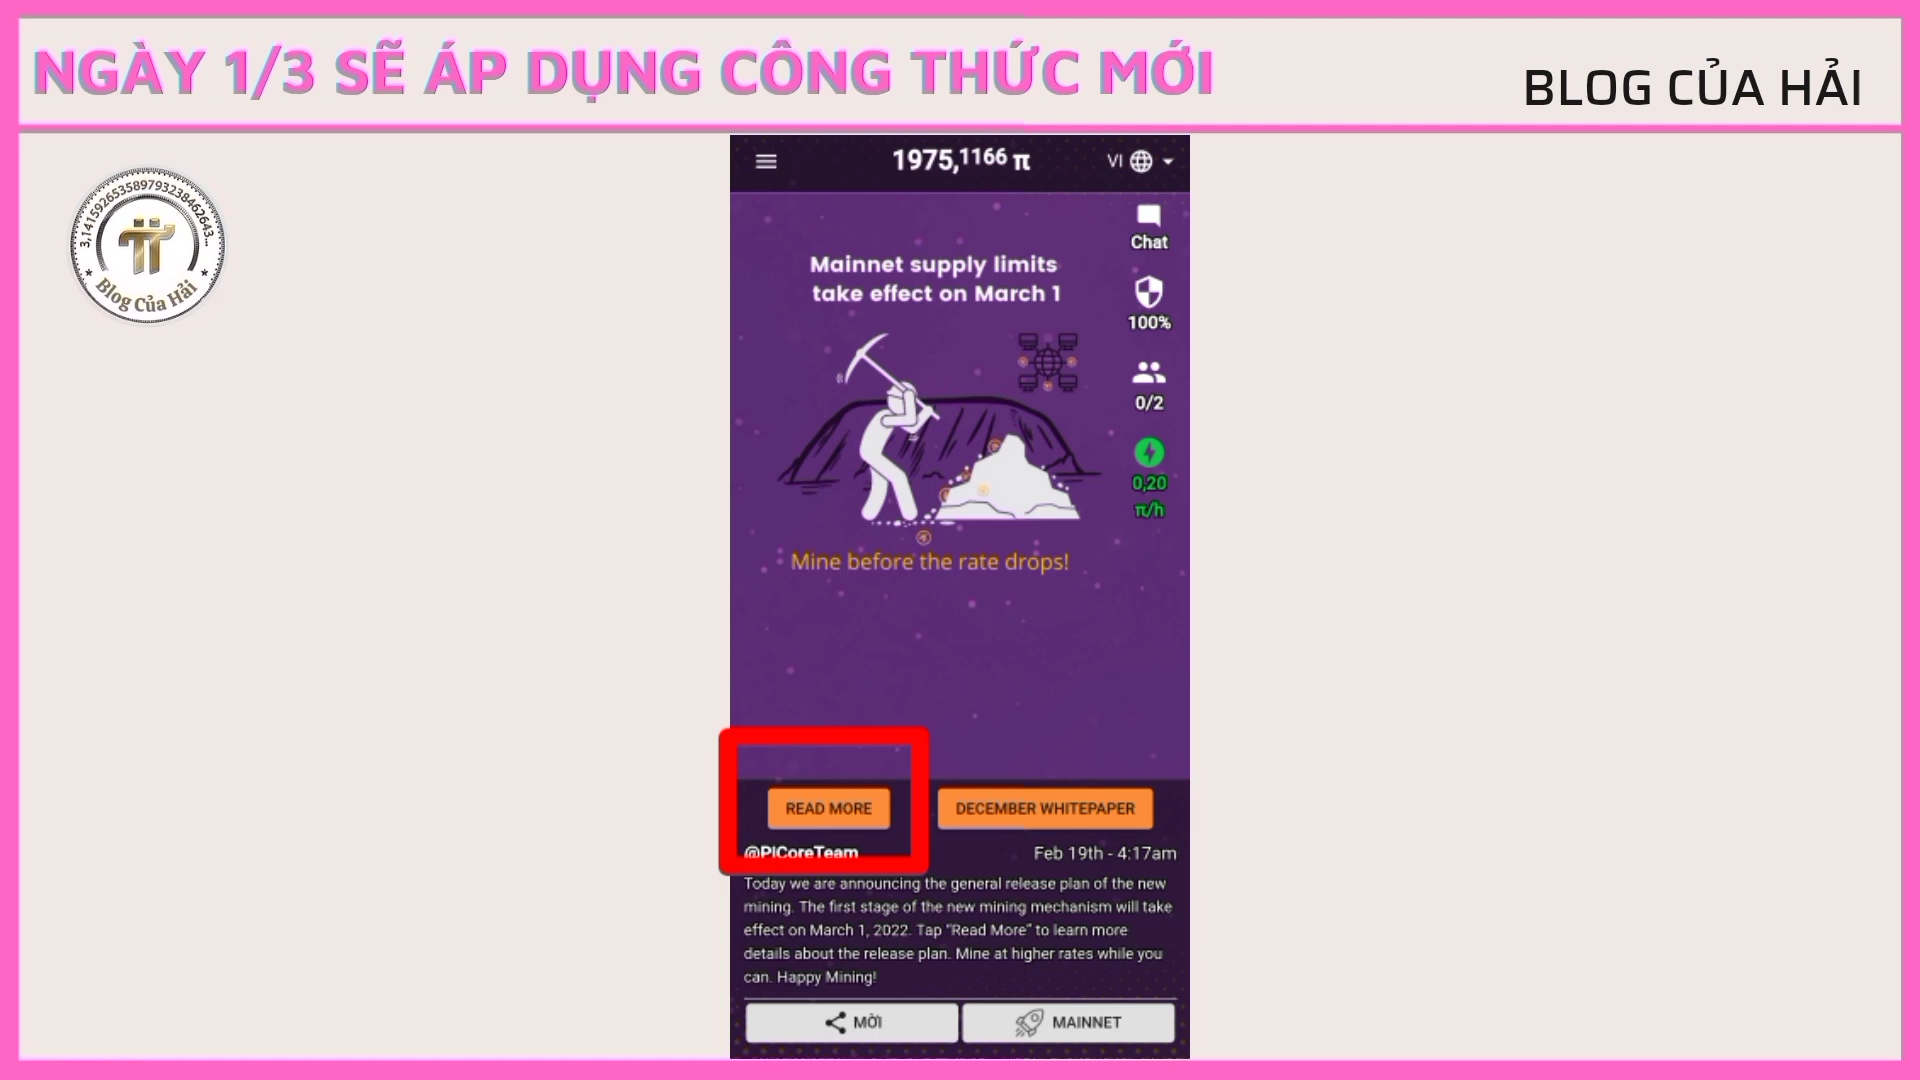 NGÀY 1/3 SẼ ÁP DỤNG CÔNG THỨC MỚI
BLOG CỦA HẢI
3,141592653589793238462643...
Blog Của Hải
1975,1166 π
VI
Chat
100%
0/2
0,20
π/h
Mainnet supply limits
take effect on March 1
Mine before the rate drops!
READ MORE
DECEMBER WHITEPAPER
@PICoreTeam
Feb 19th - 4:17am
Today we are announcing the general release plan of the new
mining. The first stage of the new mining mechanism will take
effect on March 1, 2022. Tap “Read More” to learn more
details about the release plan. Mine at higher rates while you
can. Happy Mining!
MỜI
MAINNET